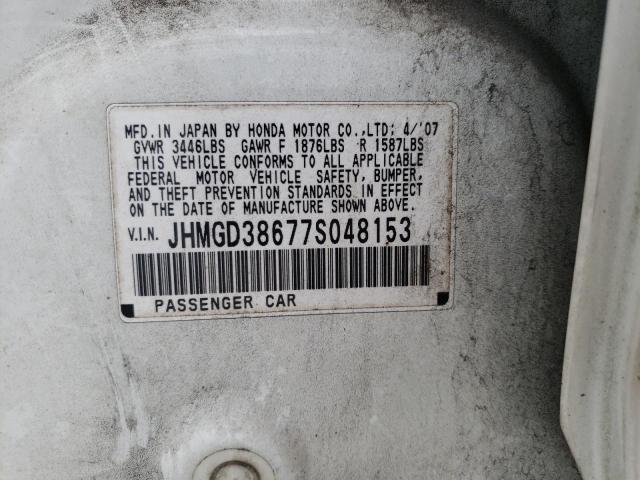 MFD. IN JAPAN BY HONDA MOTOR CO.,LTD: 4/'07
GVWR 3446LBS GAWR F 1876LBS R 1587LBS
THIS VEHICLE CONFORMS TO ALL APPLICABLE
FEDERAL MOTOR VEHICLE SAFETY, BUMPER,
AND THEFT PREVENTION STANDARDS IN EFFECT
ON THE DATE OF MANUFACTURE SHOWN ABOVE.
V.I.N. JHMGD38677S048153
PASSENGER CAR